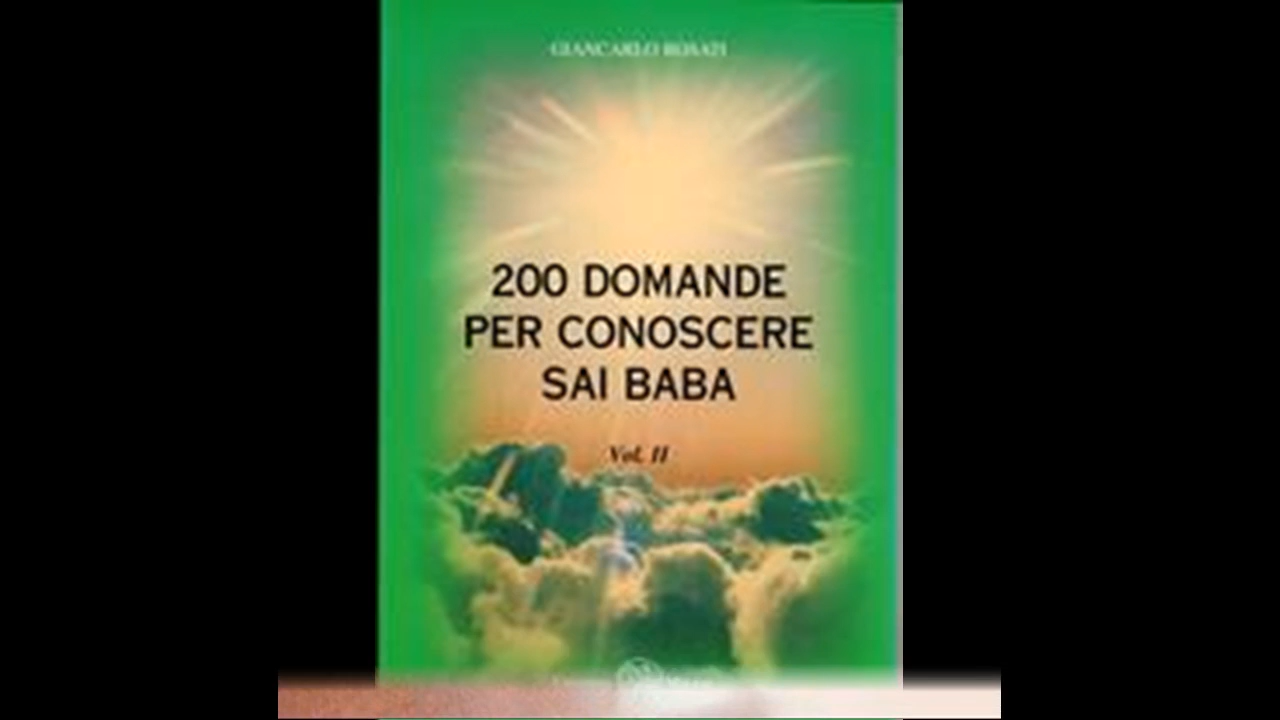 GIANCARLO ROSATI
200 DOMANDE
PER CONOSCERE
SAI BABA
Vol. II